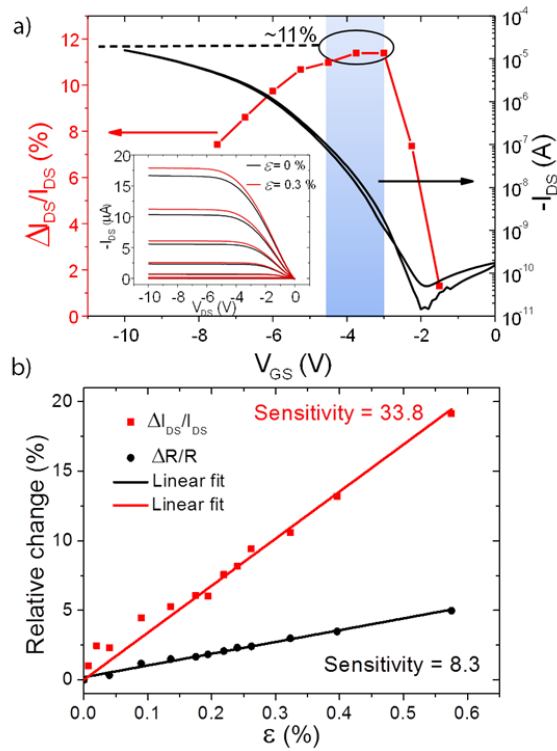 a)
~11%
12
10
8
6
4
2
0
ΔI_DS/I_DS (%)
10⁻⁴
10⁻⁵
10⁻⁶
10⁻⁷
10⁻⁸
10⁻⁹
10⁻¹⁰
10⁻¹¹
-I_DS (A)
20
15
10
5
0
-I_DS (μA)
ε= 0 %
ε= 0.3 %
-10 -8 -6 -4 -2 0
V_DS (V)
-10 -8 -6 -4 -2 0
V_GS (V)
b)
20
15
10
5
0
Relative change (%)
ΔI_DS/I_DS
ΔR/R
Linear fit
Linear fit
Sensitivity = 33.8
Sensitivity = 8.3
0.0 0.1 0.2 0.3 0.4 0.5 0.6
ε (%)